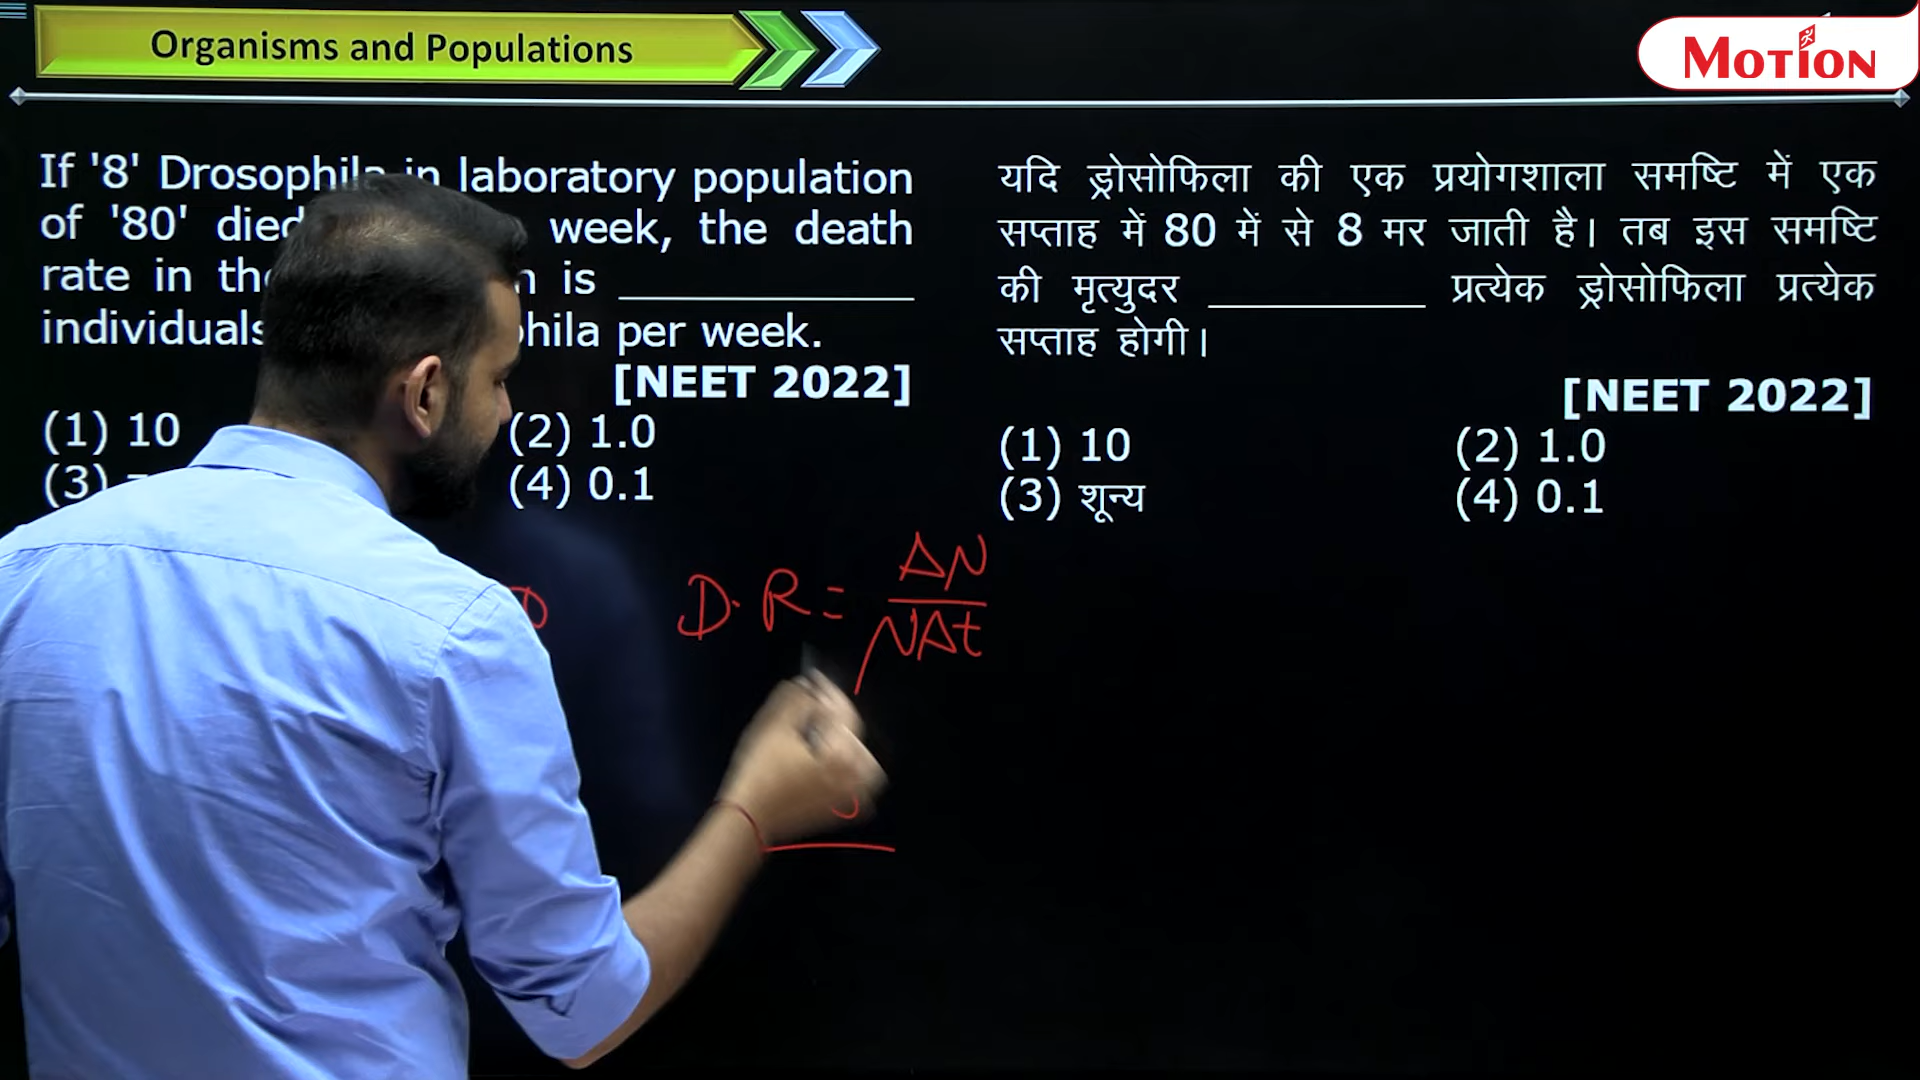 Organisms and Populations
MOTION
If '8' Drosophila in laboratory population
of '80' died week, the death
rate in is ____________
individuals per week.
[NEET 2022]
(1) 10 (2) 1.0
(3) (4) 0.1
यदि ड्रोसोफिला की एक प्रयोगशाला समष्टि में एक
सप्ताह में 80 में से 8 मर जाती है। तब इस समष्टि
की मृत्युदर _________ प्रत्येक ड्रोसोफिला प्रत्येक
सप्ताह होगी।
[NEET 2022]
(1) 10 (2) 1.0
(3) शून्य (4) 0.1
D.R = ΔN
NΔt